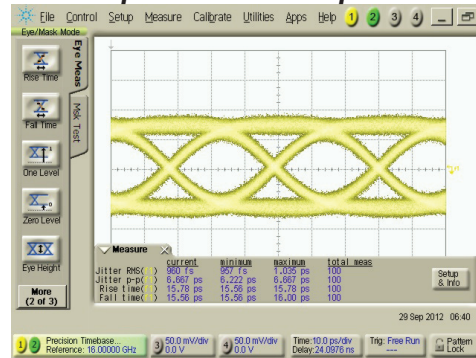 File Control Setup Measure Calibrate Utilities Apps Help 1 2 3 4
Eye/Mask Mode
Eye Meas
Msk Test
Rise Time
Fall Time
One Level
Zero Level
Eye Height
More
(2 of 3)
Measure
current minimum maximum total meas
Jitter RMS( ) 960 fs 957 fs 1.035 ps 100
Jitter p-p( ) 6.667 ps 6.222 ps 6.667 ps 100
Rise time( ) 15.78 ps 15.56 ps 15.78 ps 100
Fall time( ) 15.56 ps 15.56 ps 16.00 ps 100
Setup
& Info
29 Sep 2012 06:40
1 2 Precision Timebase...
Reference: 16.00000 GHz
3 50.0 mV/div
0.0 V
4 50.0 mV/div
0.0 V
Time:10.0 ps/div
Delay:24.0976 ns
Trig: Free Run
---
Pattern
Lock